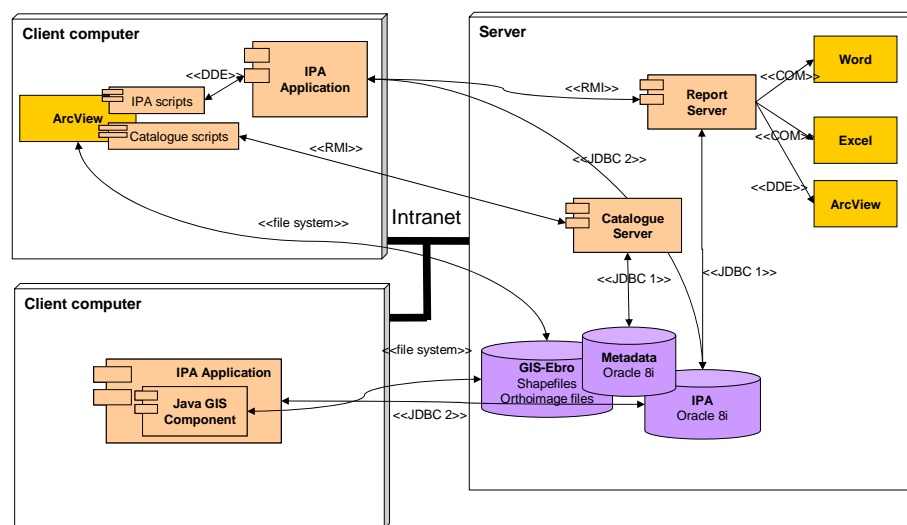 Client computer
IPA
Application
<<DDE>>
IPA scripts
ArcView
Catalogue scripts
<<RMI>>
<<file system>>
Intranet
Server
Word
<<COM>>
<<RMI>>
Report
Server
Excel
<<COM>>
<<JDBC 2>>
<<DDE>>
ArcView
Catalogue
Server
<<JDBC 1>>
<<JDBC 1>>
Client computer
<<file system>>
IPA Application
Java GIS
Component
<<JDBC 2>>
GIS-Ebro
Shapefiles
Orthoimage files
Metadata
Oracle 8i
IPA
Oracle 8i